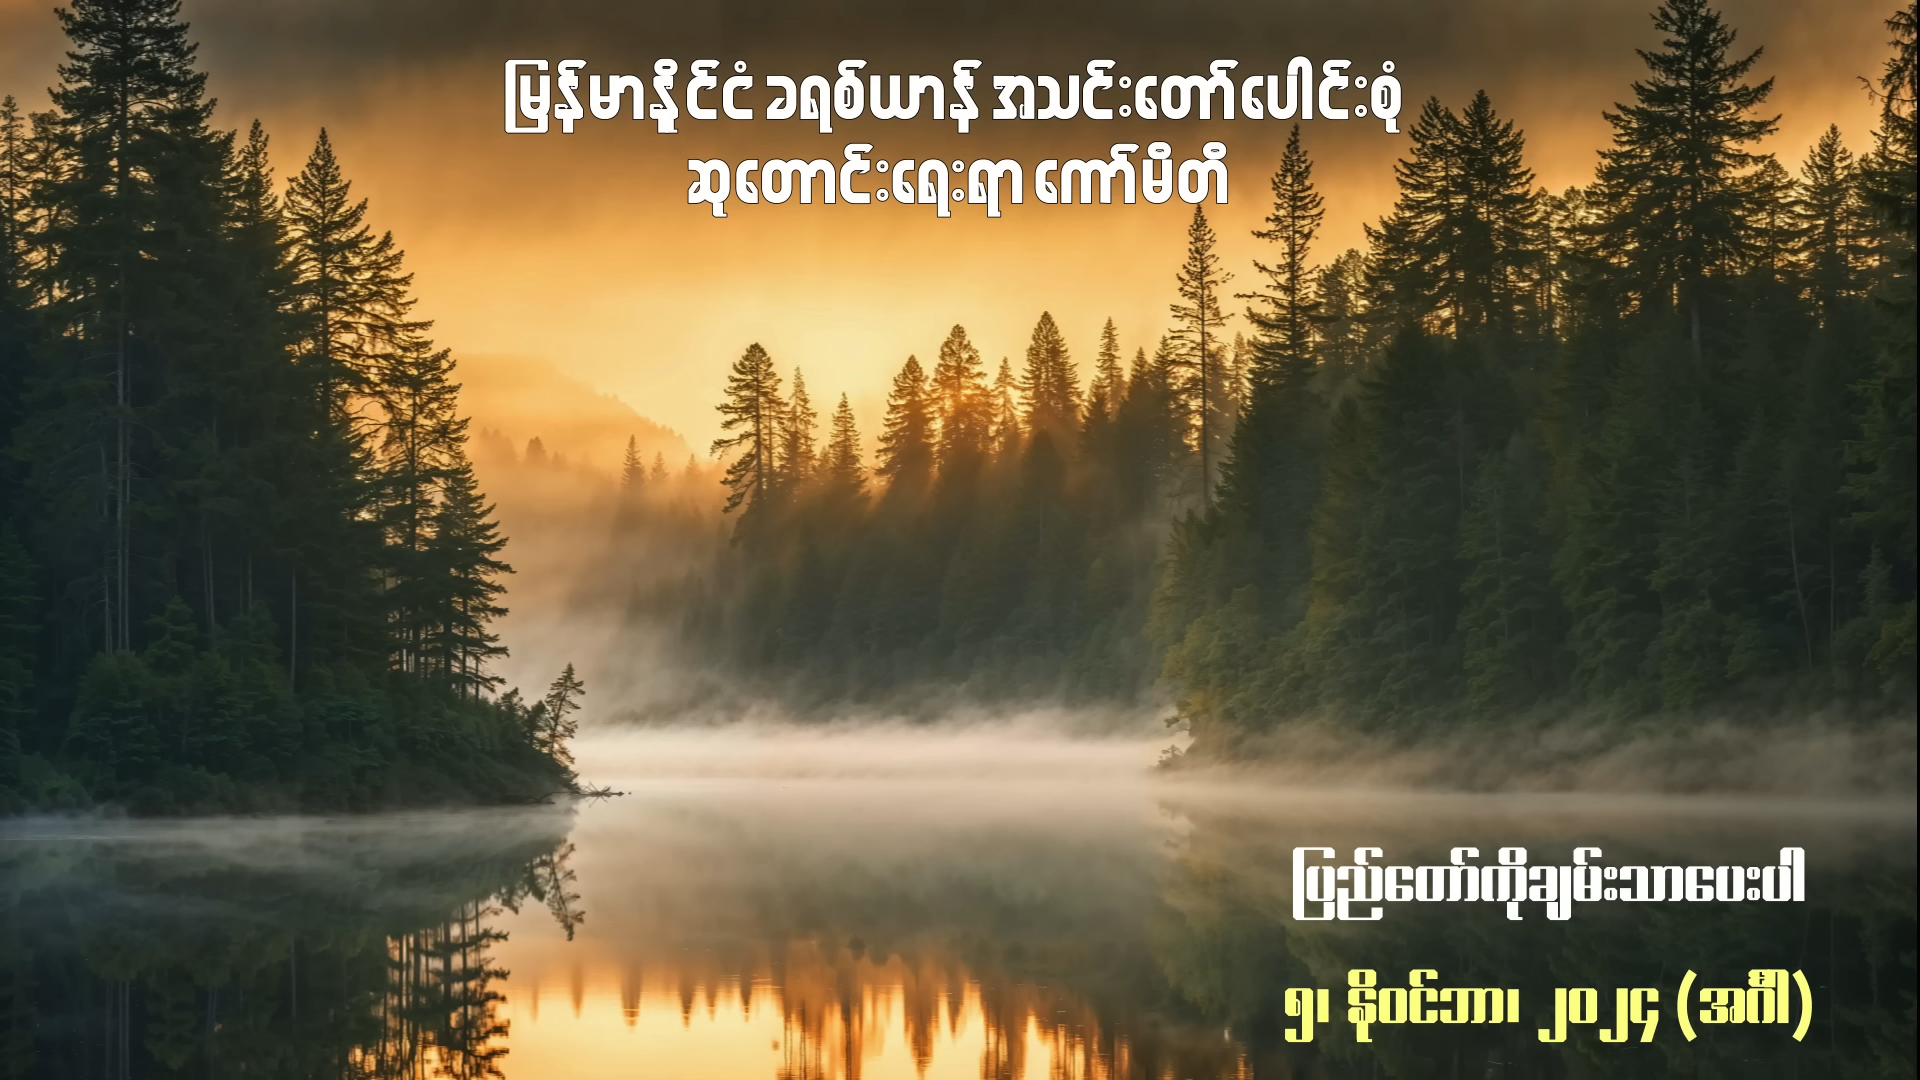 မြန်မာနိူင်ငံ ခရစ်ယာန် အသင်းတော်ပေါင်းစုံ
ဆုတောင်းရေးရာ ကော်မီတီ
ပြည်တော်ကိုချမ်းသာပေးပါ
၅၊ နိုဝင်ဘာ၊ ၂၀၂၄ (အင်္ဂါ)